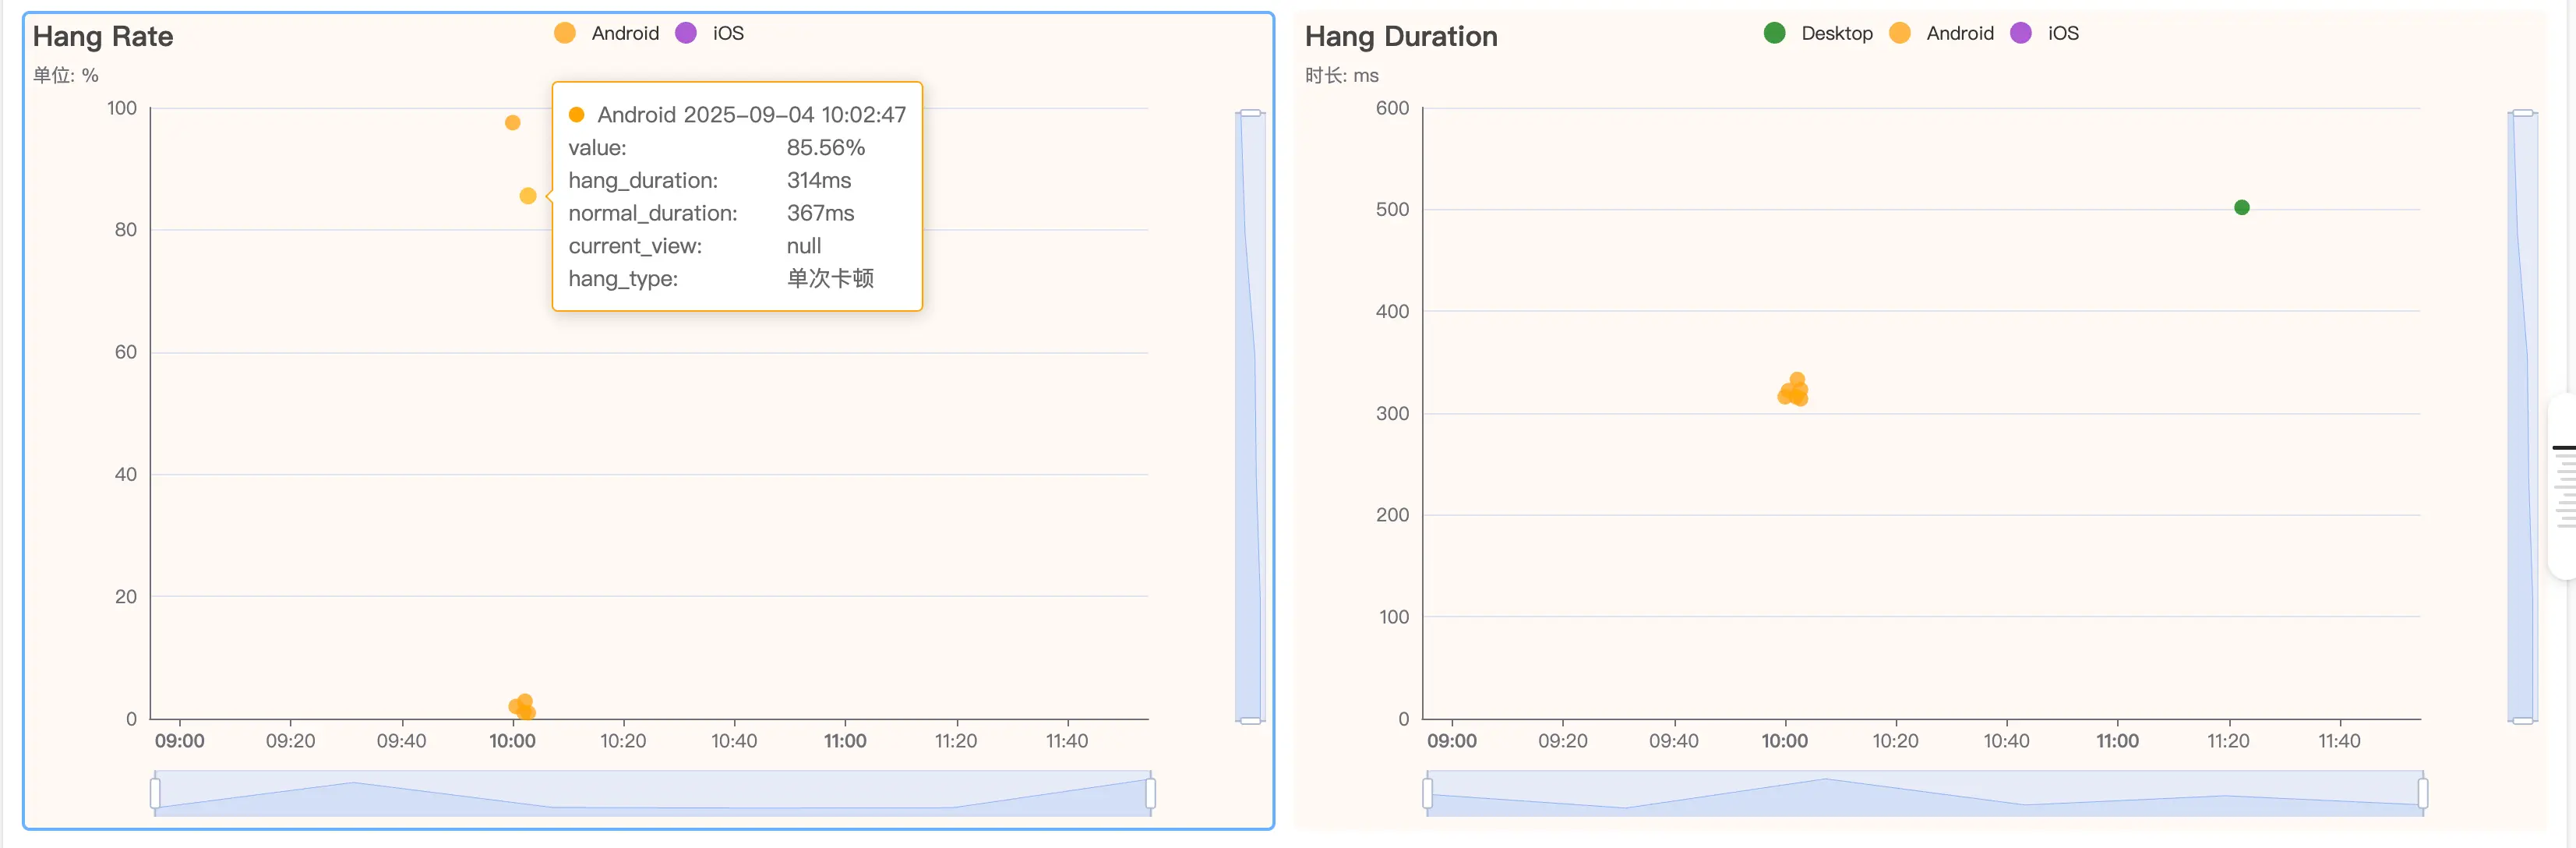 Hang Rate
Android iOS
单位: %
100
80
60
40
20
0
09:00 09:20 09:40 10:00 10:20 10:40 11:00 11:20 11:40
Android 2025-09-04 10:02:47
value: 85.56%
hang_duration: 314ms
normal_duration: 367ms
current_view: null
hang_type: 单次卡顿
Hang Duration
Desktop Android iOS
时长: ms
600
500
400
300
200
100
0
09:00 09:20 09:40 10:00 10:20 10:40 11:00 11:20 11:40